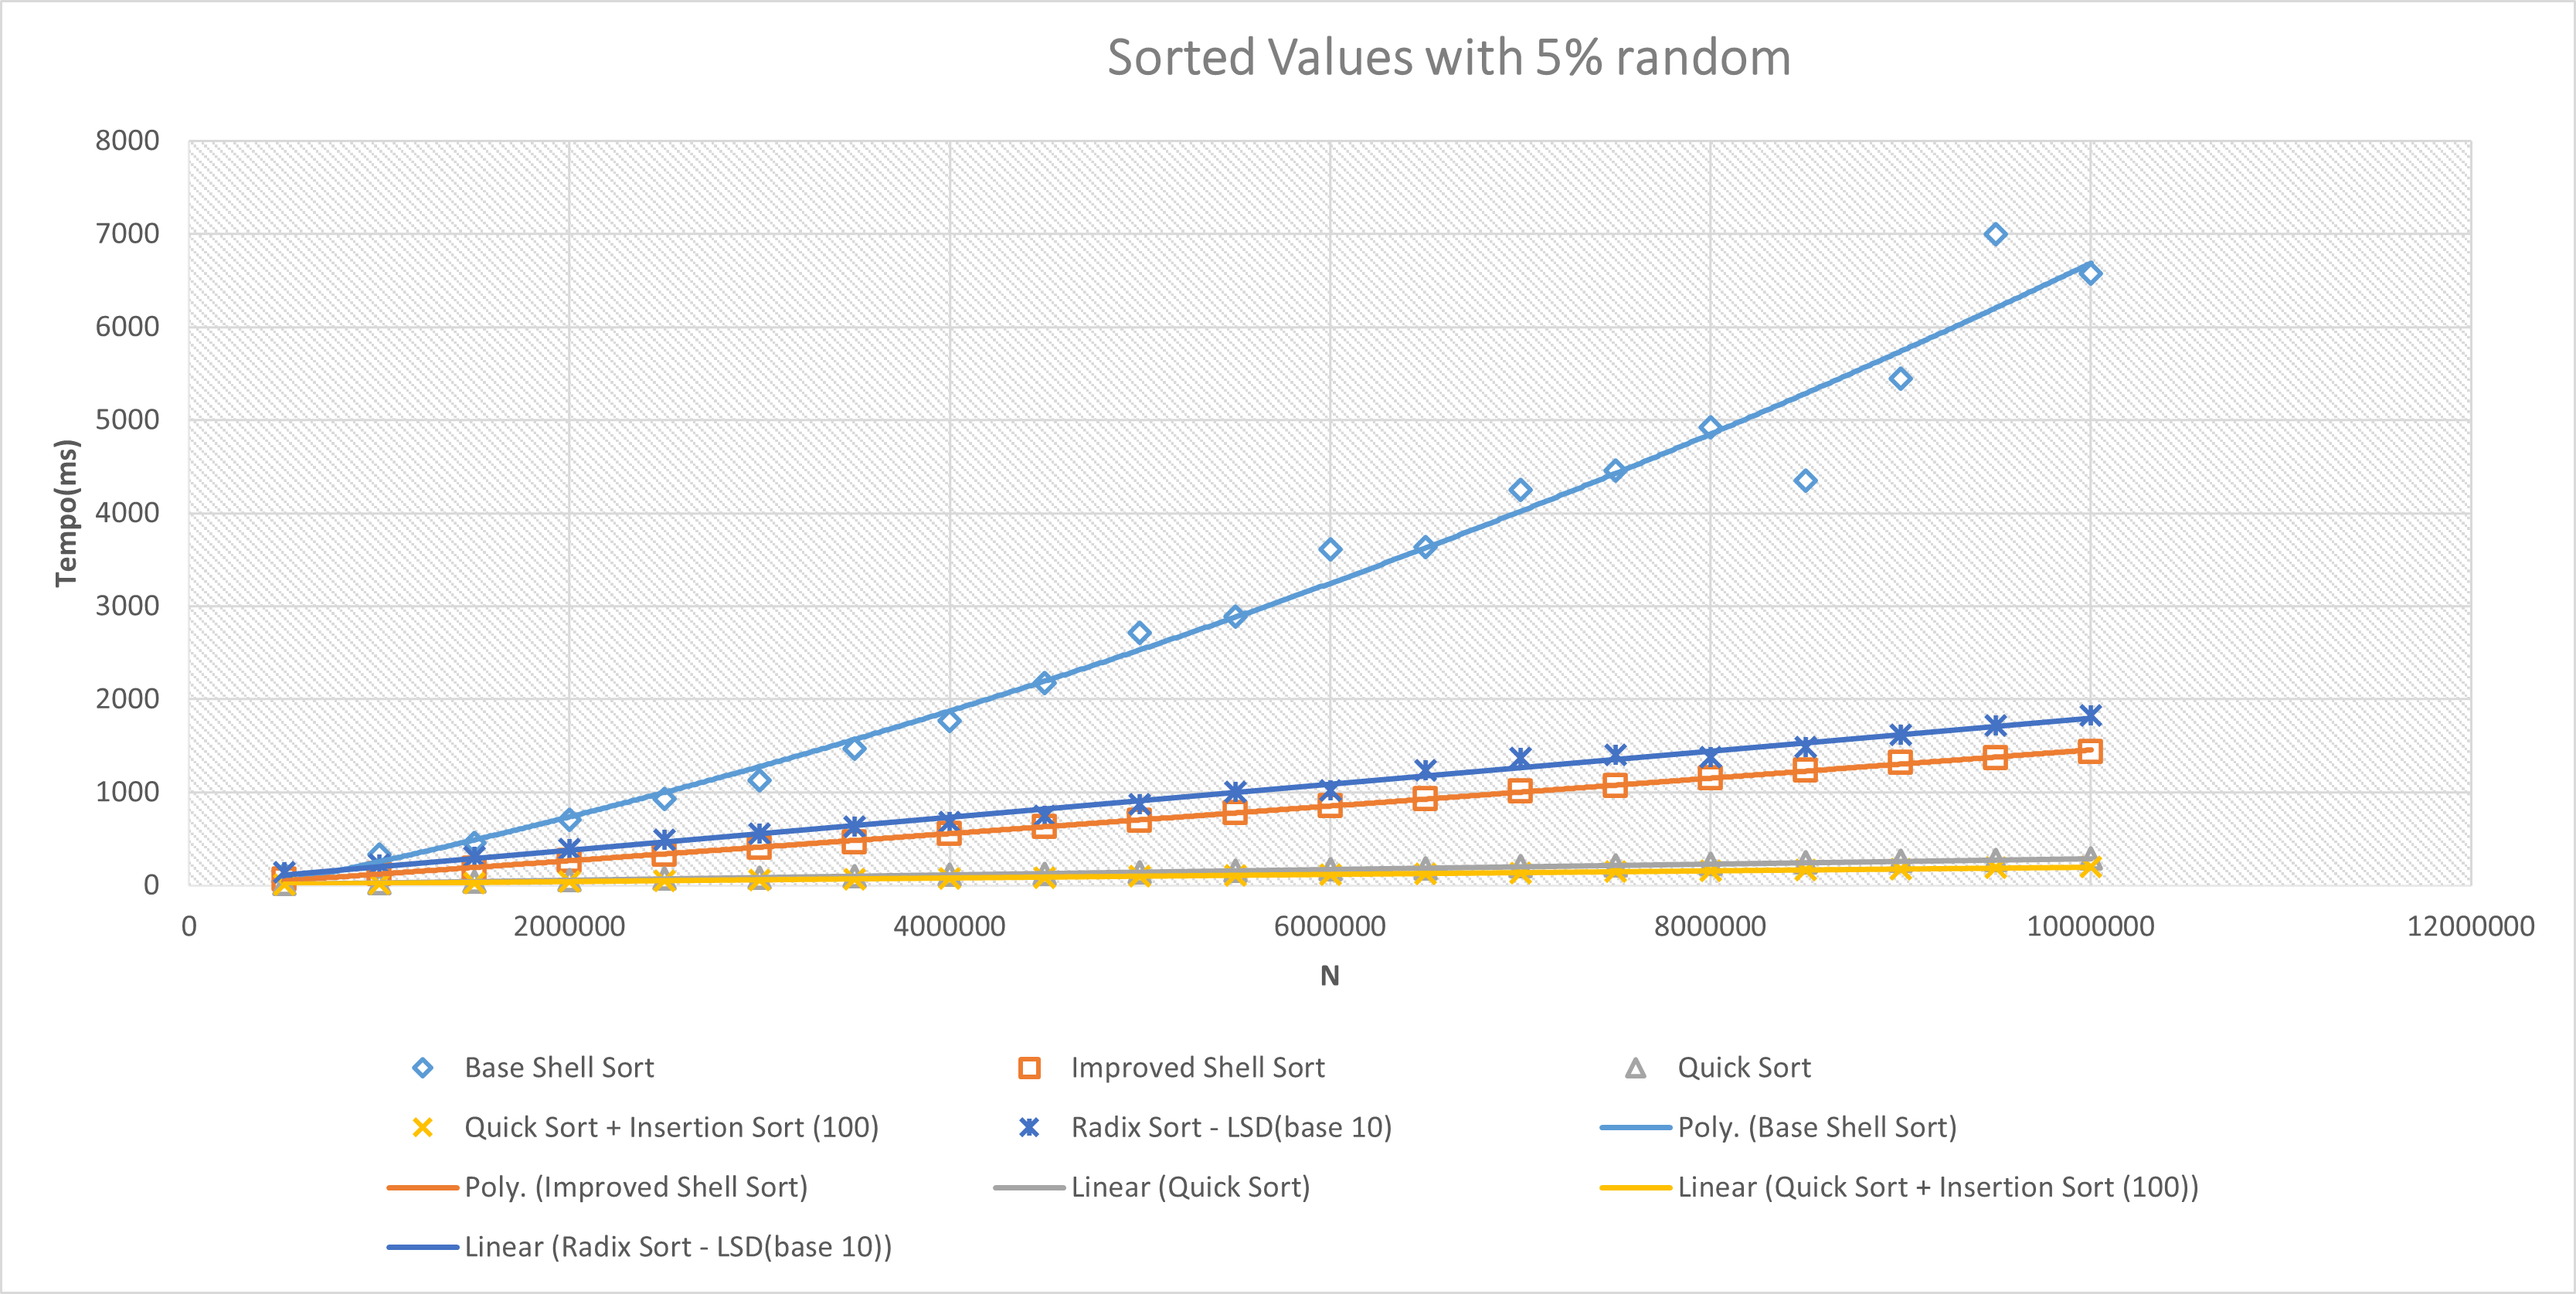 Sorted Values with 5% random
8000
7000
6000
5000
4000
3000
2000
1000
0
Tempo(ms)
0 2000000 4000000 6000000 8000000 10000000 12000000
N
Base Shell Sort Improved Shell Sort Quick Sort
Quick Sort + Insertion Sort (100) Radix Sort - LSD(base 10) Poly. (Base Shell Sort)
Poly. (Improved Shell Sort) Linear (Quick Sort) Linear (Quick Sort + Insertion Sort (100))
Linear (Radix Sort - LSD(base 10))